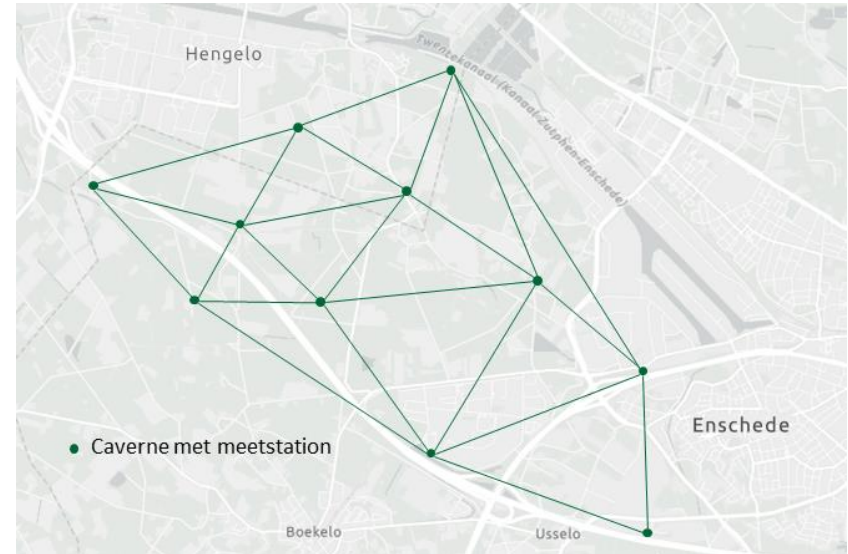 Hengelo
Twentekanaal (Kanaal Zutphen-Enschede)
Enschede
Caverne met meetstation
Boekelo
Usselo